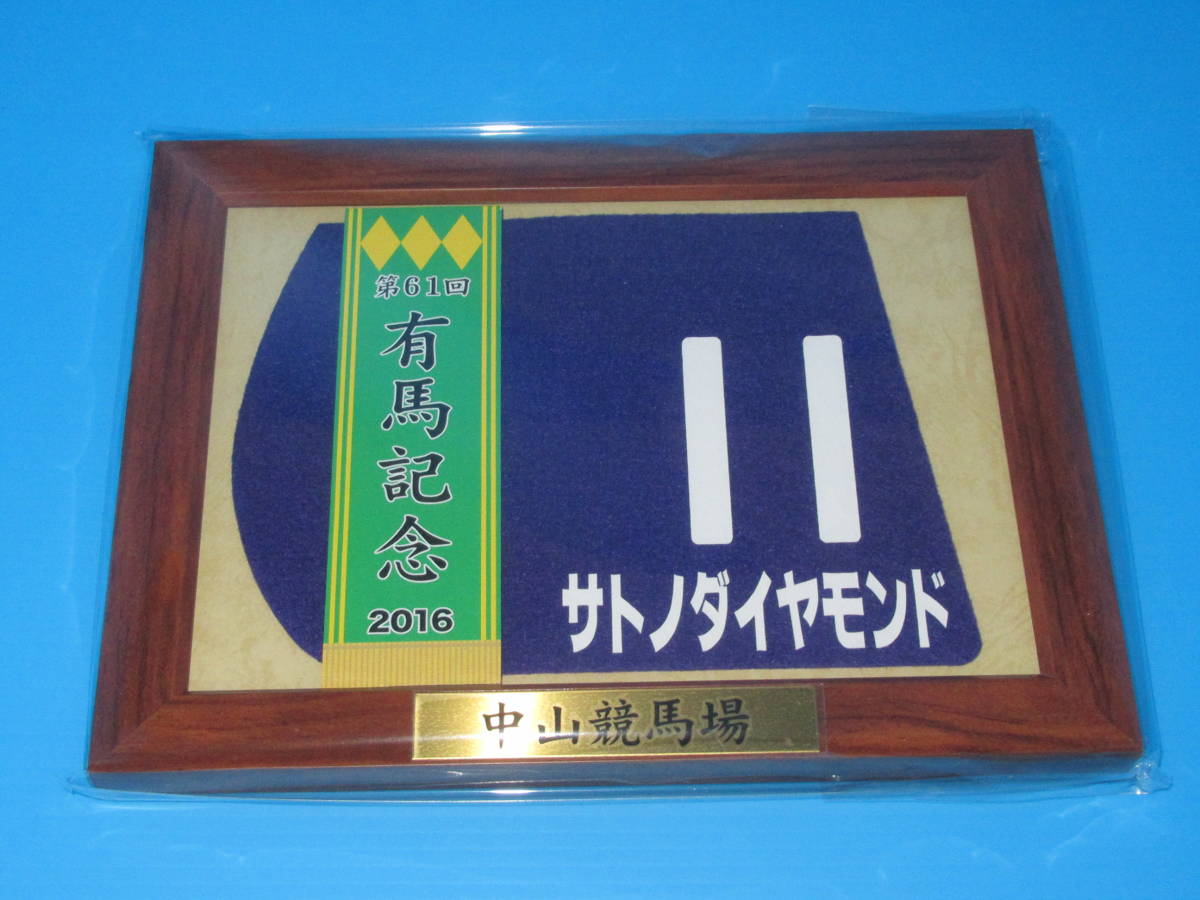 第61回
有馬記念
2016
11
サトノダイヤモンド
中山競馬場